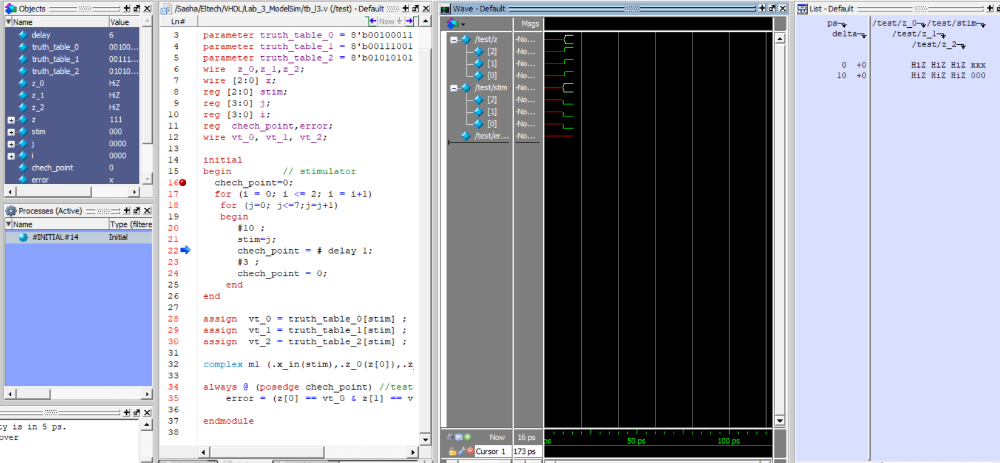 Objects
Name Value
delay 6
truth_table_0 00100...
truth_table_1 00111...
truth_table_2 01010...
z_0 HiZ
z_1 HiZ
z_2 HiZ
z 111
stim 000
j 0000
i 0000
chech_point 0
error x
Processes (Active)
Name Type (filtere
#INITIAL#14 Initial
ty is in 5 ps.
over
/Sasha/Eltech/VHDL/Lab_3_ModelSim/tb_l3.v (/test) - Default
Ln# Now
3 parameter truth_table_0 = 8'b00100011
4 parameter truth_table_1 = 8'b00111001
5 parameter truth_table_2 = 8'b01010101
6 wire z_0,z_1,z_2;
7 wire [2:0] z;
8 reg [2:0] stim;
9 reg [3:0] j;
10 reg [3:0] i;
11 reg chech_point,error;
12 wire vt_0, vt_1, vt_2;
13
14 initial
15 begin // stimulator
16 chech_point=0;
17 for (i = 0; i <= 2; i = i+1)
18 for (j=0; j<=7;j=j+1)
19 begin
20 #10 ;
21 stim=j;
22 chech_point = # delay 1;
23 #3 ;
24 chech_point = 0;
25 end
26 end
27
28 assign vt_0 = truth_table_0[stim] ;
29 assign vt_1 = truth_table_1[stim] ;
30 assign vt_2 = truth_table_2[stim] ;
31
32 complex m1 (.x_in(stim),.z_0(z[0]),.z_
33
34 always @ (posedge chech_point) //test
35 error = (z[0] == vt_0 & z[1] == v
36
37 endmodule
38
Wave - Default
Msgs
/test/z -No...
[2] -No...
[1] -No...
[0] -No...
/test/stim -No...
[2] -No...
[1] -No...
[0] -No...
/test/er... -No...
Now 16 ps
Cursor 1 173 ps
ps 50 ps 100 ps
List - Default
ps /test/z_0 /test/stim
delta /test/z_1
/test/z_2
0 +0 HiZ HiZ HiZ xxx
10 +0 HiZ HiZ HiZ 000